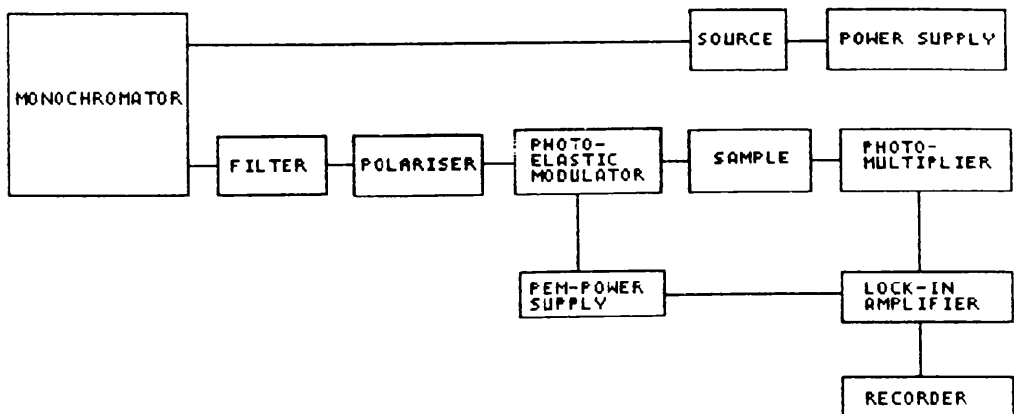 SOURCE
POWER SUPPLY
MONOCHROMATOR
FILTER
POLARISER
PHOTO-
ELASTIC
MODULATOR
SAMPLE
PHOTO-
MULTIPLIER
PEM-POWER
SUPPLY
LOCK-IN
AMPLIFIER
RECORDER